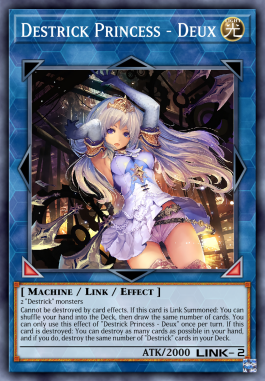 Destrick Princess - Deux
光
[ Machine / Link / Effect ]
2 "Destrick" monsters
Cannot be destroyed by card effects. If this card is Link Summoned: You can
shuffle your hand into the Deck, then draw the same number of cards. You
can only use this effect of "Destrick Princess - Deux" once per turn. If this
card is destroyed: You can destroy as many cards as possible in your hand,
and if you do, destroy the same number of "Destrick" cards in your Deck.
ATK/2000 LINK-2